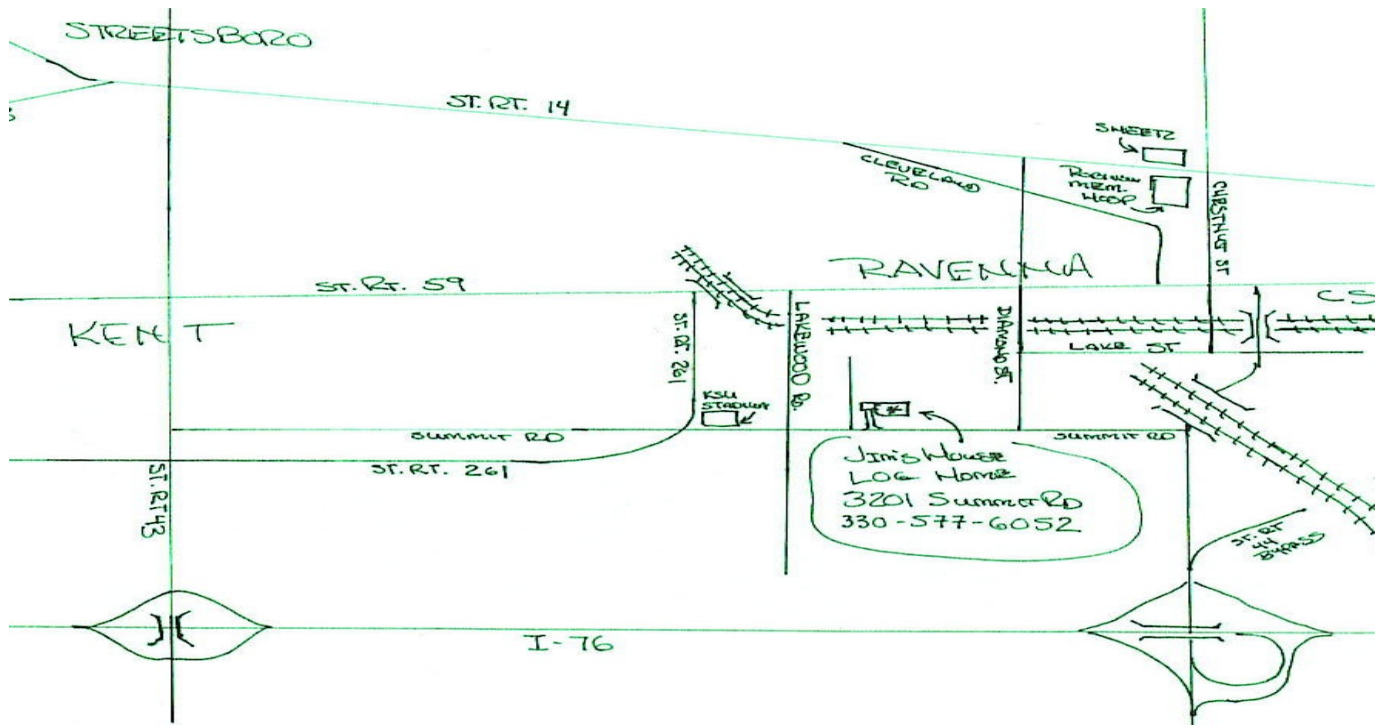 STREETSBORO
ST. RT. 14
SHEETZ
CLEVELAND
RD
MEM.
HOSP
CHESTNUT ST
RAVENNA
ST. RT. 59
CS
KENT
ST. RT. 261
LAKEWOOD RD.
DIAMOND ST.
LAKE ST
KSU
STADIUM
SUMMIT RD
SUMMIT RD
ST. RT. 261
JIM'S HOUSE
LOG HOME
3201 SUMMIT RD
330-577-6052
ST. RT 43
ST. RT
44
BYPASS
I-76